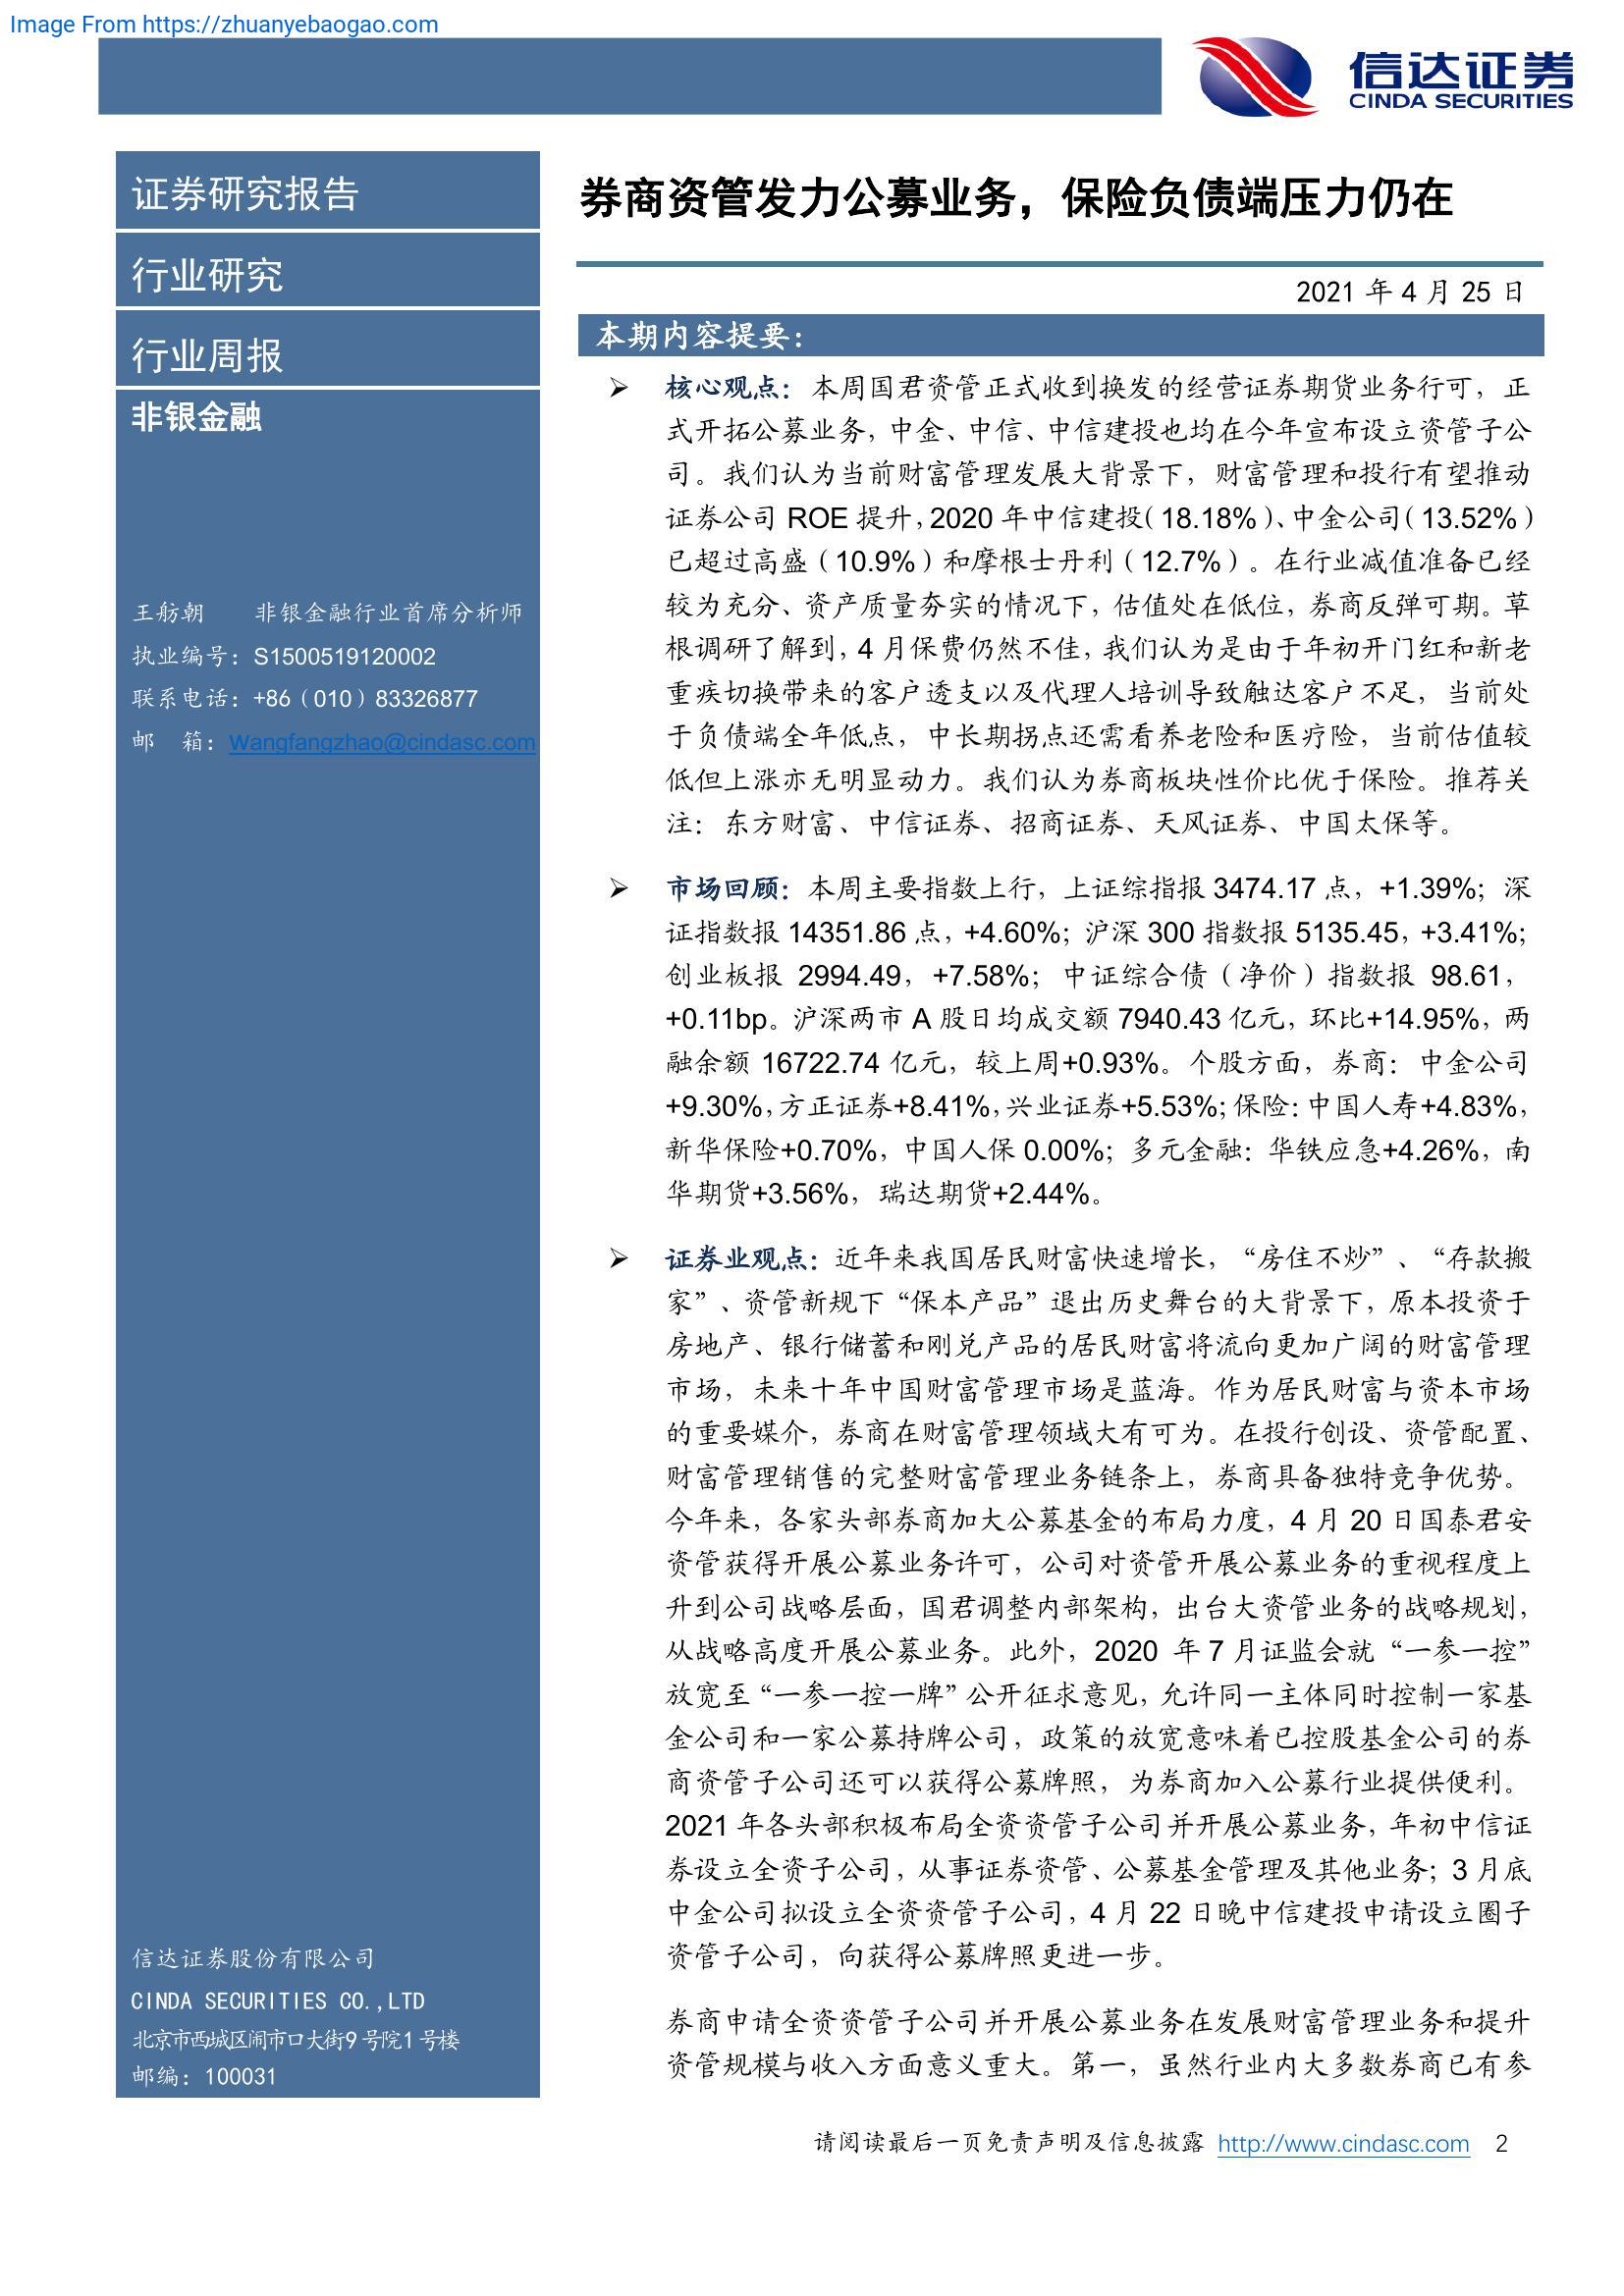 Image From https://zhuanyebaogao.com
信达证券
CINDA SECURITIES
证券研究报告
行业研究
行业周报
非银金融
王舫朝 非银金融行业首席分析师
执业编号：S1500519120002
联系电话：+86（010）83326877
邮 箱：Wangfangzhao@cindasc.com
信达证券股份有限公司
CINDA SECURITIES CO.,LTD
北京市西城区闹市口大街9号院1号楼
邮编：100031
券商资管发力公募业务，保险负债端压力仍在
2021 年 4 月 25 日
本期内容提要：
➢ 核心观点：本周国君资管正式收到换发的经营证券期货业务行可，正
式开拓公募业务，中金、中信、中信建投也均在今年宣布设立资管子公
司。我们认为当前财富管理发展大背景下，财富管理和投行有望推动
证券公司 ROE 提升，2020 年中信建投（18.18%）、中金公司（13.52%）
已超过高盛（10.9%）和摩根士丹利（12.7%）。在行业减值准备已经
较为充分、资产质量夯实的情况下，估值处在低位，券商反弹可期。草
根调研了解到，4 月保费仍然不佳，我们认为是由于年初开门红和新老
重疾切换带来的客户透支以及代理人培训导致触达客户不足，当前处
于负债端全年低点，中长期拐点还需看养老险和医疗险，当前估值较
低但上涨亦无明显动力。我们认为券商板块性价比优于保险。推荐关
注：东方财富、中信证券、招商证券、天风证券、中国太保等。
➢ 市场回顾：本周主要指数上行，上证综指报 3474.17 点，+1.39%；深
证指数报 14351.86 点，+4.60%；沪深 300 指数报 5135.45，+3.41%；
创业板报 2994.49，+7.58%；中证综合债（净价）指数报 98.61，
+0.11bp。沪深两市 A 股日均成交额 7940.43 亿元，环比+14.95%，两
融余额 16722.74 亿元，较上周+0.93%。个股方面，券商：中金公司
+9.30%，方正证券+8.41%，兴业证券+5.53%；保险：中国人寿+4.83%，
新华保险+0.70%，中国人保 0.00%；多元金融：华铁应急+4.26%，南
华期货+3.56%，瑞达期货+2.44%。
➢ 证券业观点：近年来我国居民财富快速增长，“房住不炒”、“存款搬
家”、资管新规下“保本产品”退出历史舞台的大背景下，原本投资于
房地产、银行储蓄和刚兑产品的居民财富将流向更加广阔的财富管理
市场，未来十年中国财富管理市场是蓝海。作为居民财富与资本市场
的重要媒介，券商在财富管理领域大有可为。在投行创设、资管配置、
财富管理销售的完整财富管理业务链条上，券商具备独特竞争优势。
今年来，各家头部券商加大公募基金的布局力度，4 月 20 日国泰君安
资管获得开展公募业务许可，公司对资管开展公募业务的重视程度上
升到公司战略层面，国君调整内部架构，出台大资管业务的战略规划，
从战略高度开展公募业务。此外，2020 年 7 月证监会就“一参一控”
放宽至“一参一控一牌”公开征求意见，允许同一主体同时控制一家基
金公司和一家公募持牌公司，政策的放宽意味着已控股基金公司的券
商资管子公司还可以获得公募牌照，为券商加入公募行业提供便利。
2021 年各头部积极布局全资资管子公司并开展公募业务，年初中信证
券设立全资子公司，从事证券资管、公募基金管理及其他业务；3 月底
中金公司拟设立全资资管子公司，4 月 22 日晚中信建投申请设立圈子
资管子公司，向获得公募牌照更进一步。
券商申请全资资管子公司并开展公募业务在发展财富管理业务和提升
资管规模与收入方面意义重大。第一，虽然行业内大多数券商已有参
请阅读最后一页免责声明及信息披露 http://www.cindasc.com 2